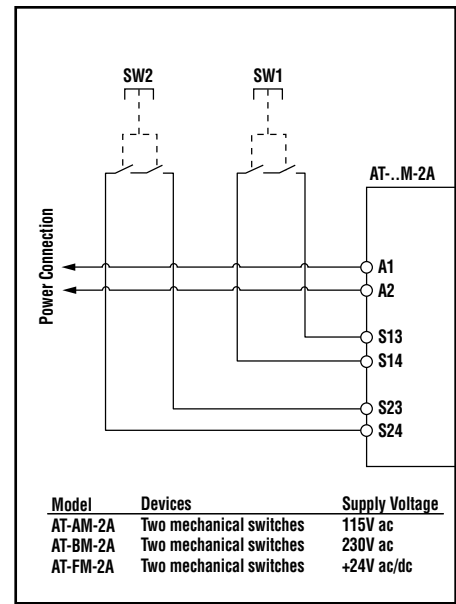 SW2 SW1
AT-..M-2A
Power Connection
A1
A2
S13
S14
S23
S24
Model Devices Supply Voltage
AT-AM-2A Two mechanical switches 115V ac
AT-BM-2A Two mechanical switches 230V ac
AT-FM-2A Two mechanical switches +24V ac/dc